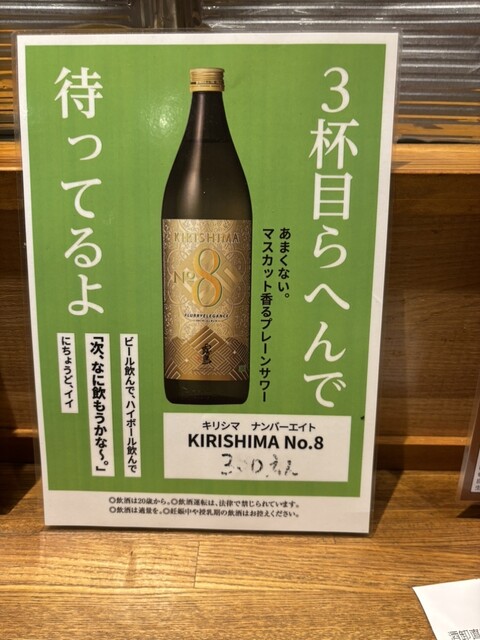 3杯目らへんで
待ってるよ
あまくない。
マスカット香るプレーンサワー
KIRISHIMA
No.8
FLURRYELEGANCE
霧島
ビール飲んで、ハイボール飲んで
「次、なに飲もうかな〜。」
にちょうど、イイ
キリシマ ナンバーエイト
KIRISHIMA No.8
◎飲酒は20歳から。◎飲酒運転は、法律で禁じられています。
◎飲酒は適量を。◎妊娠中や授乳期の飲酒はお控えください。